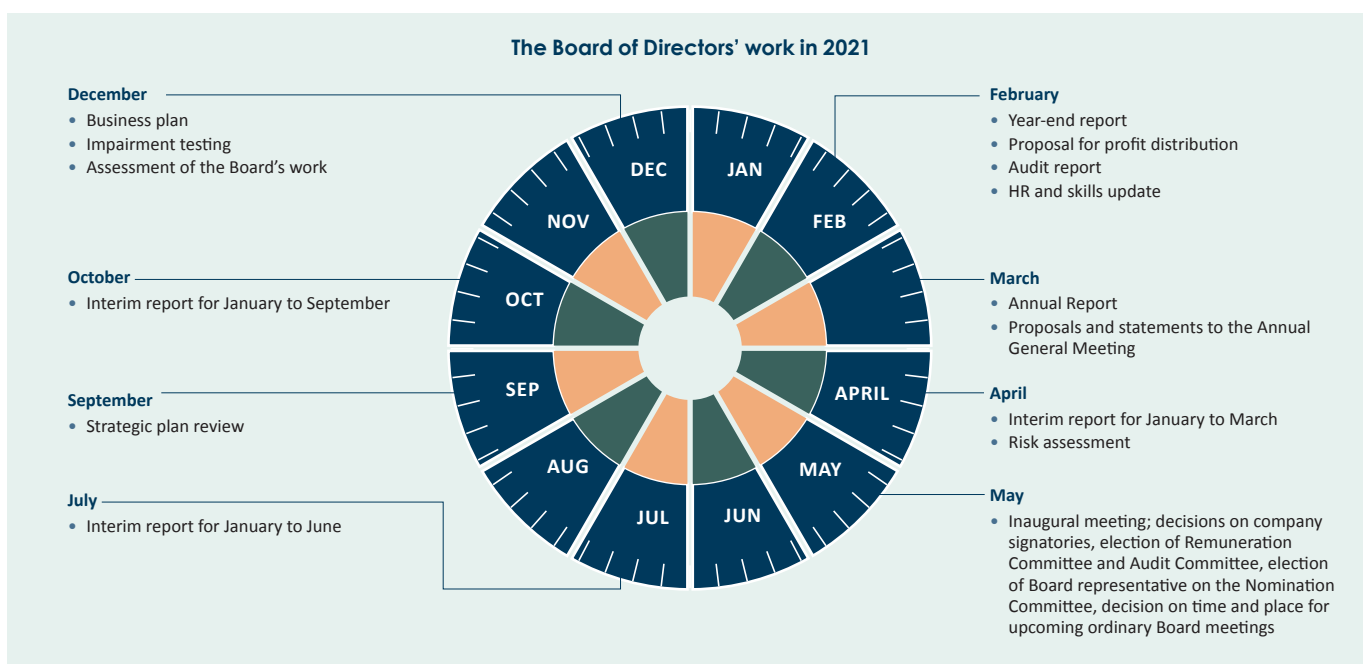 The Board of Directors' work in 2021
December
• Business plan
• Impairment testing
• Assessment of the Board's work
October
• Interim report for January to September
September
• Strategic plan review
July
• Interim report for January to June
DEC
JAN
NOV
FEB
OCT
SEP
APRIL
AUG
MAY
JUL
JUN
February
• Year-end report
• Proposal for profit distribution
• Audit report
• HR and skills update
March
• Annual Report
• Proposals and statements to the Annual
General Meeting
April
• Interim report for January to March
• Risk assessment
May
• Inaugural meeting; decisions on company
signatories, election of Remuneration
Committee and Audit Committee, election
of Board representative on the Nomination
Committee, decision on time and place for
upcoming ordinary Board meetings